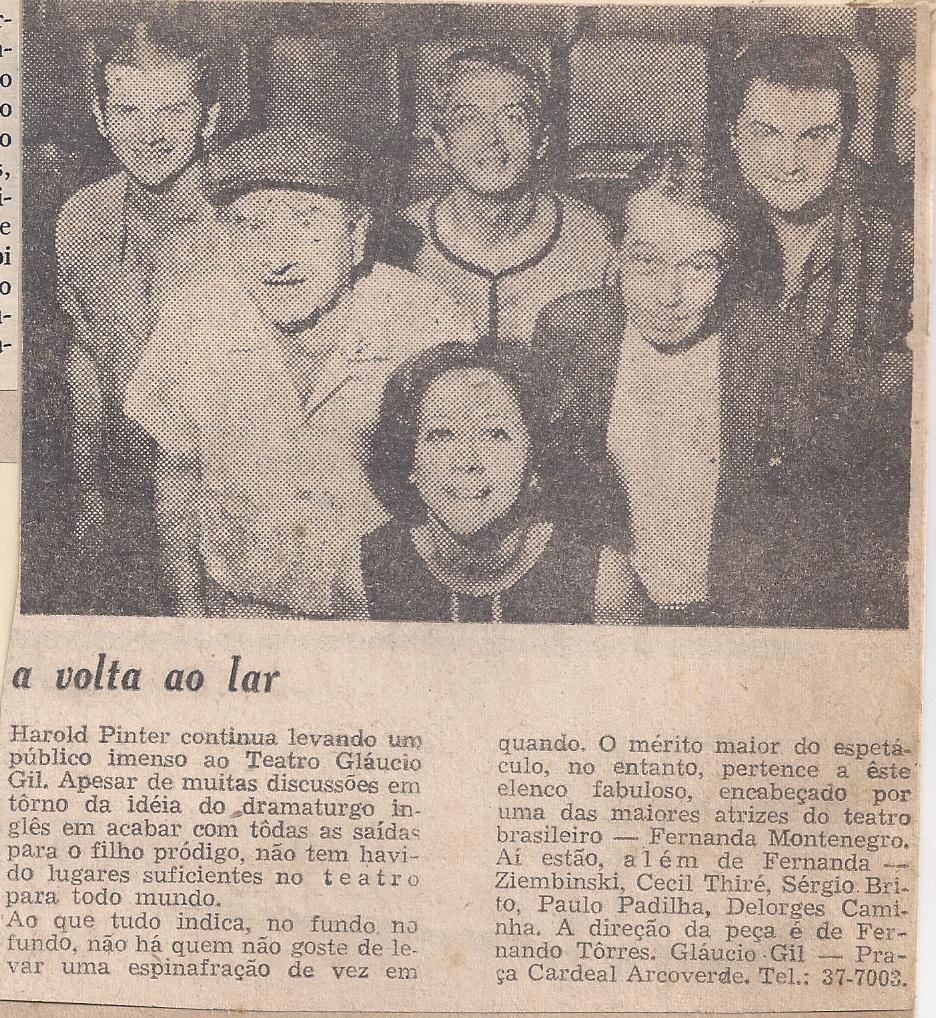 r-
n-
o
o
o
s,
i-
e
oi
o
a-
a volta ao lar
Harold Pinter continua levando um
público imenso ao Teatro Gláucio
Gil. Apesar de muitas discussões em
tôrno da idéia do dramaturgo in-
glês em acabar com tôdas as saídas
para o filho pródigo, não tem havi-
do lugares suficientes no teatro
para todo mundo.
Ao que tudo indica, no fundo no
fundo, não há quem não goste de le-
var uma espinafração de vez em
quando. O mérito maior do espetá-
culo, no entanto, pertence a êste
elenco fabuloso, encabeçado por
uma das maiores atrizes do teatro
brasileiro — Fernanda Montenegro.
Aí estão, além de Fernanda —
Ziembinski, Cecil Thiré, Sérgio Bri-
to, Paulo Padilha, Delorges Cami-
nha. A direção da peça é de Fer-
nando Tôrres. Gláucio Gil — Pra-
ça Cardeal Arcoverde. Tel.: 37-7003.